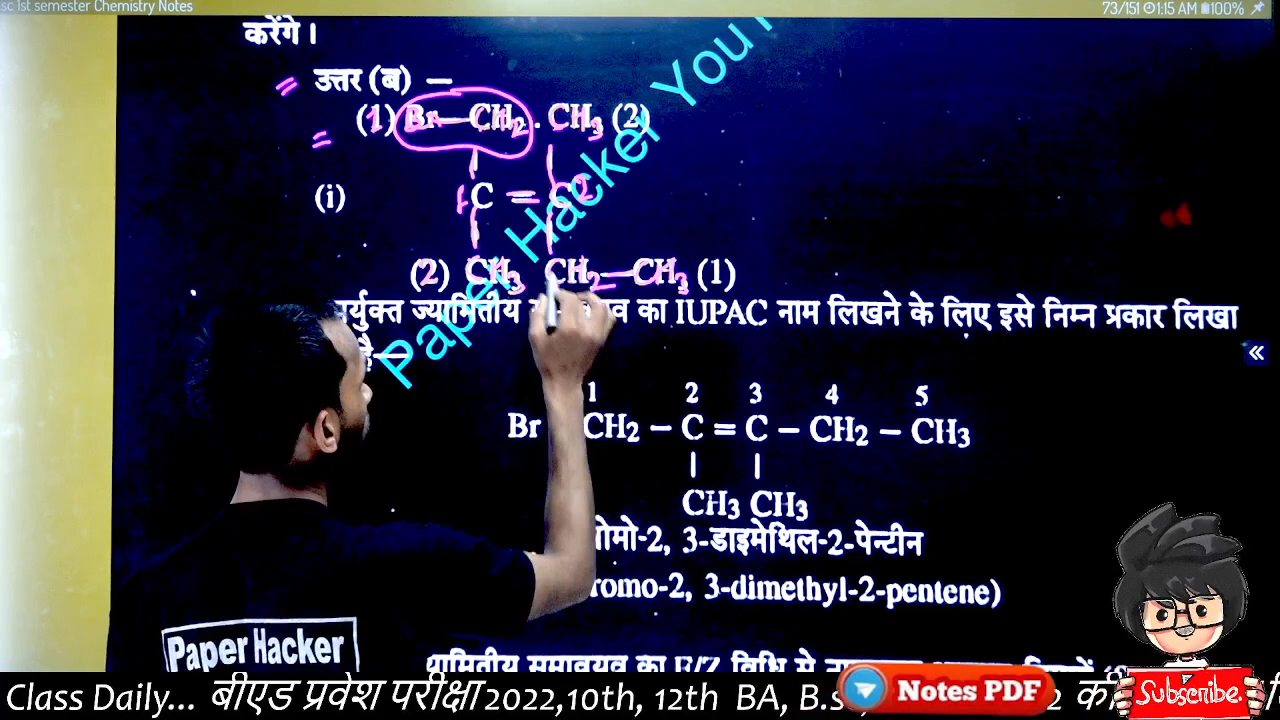 sc 1st semester Chemistry Notes
73/151 1:15 AM 100%
करेंगे।
उत्तर (ब) —
(1) Br—CH2 . CH3 (2)
(i) C = C
(2) CH3 CH2—CH3 (1)
ज्यामितीय का IUPAC नाम लिखने के लिए इसे निम्न प्रकार लिखा
है—
1 2 3 4 5
Br CH2 – C = C – CH2 – CH3
CH3 CH3
2, 3-डाइमेथिल-2-पेन्टीन
romo-2, 3-dimethyl-2-pentene)
का E/Z विधि से
Paper Hacker YouT
Paper Hacker
Class Daily... बीएड प्रवेश परीक्षा 2022,10th, 12th BA, B.s
Notes PDF
Subscribe.